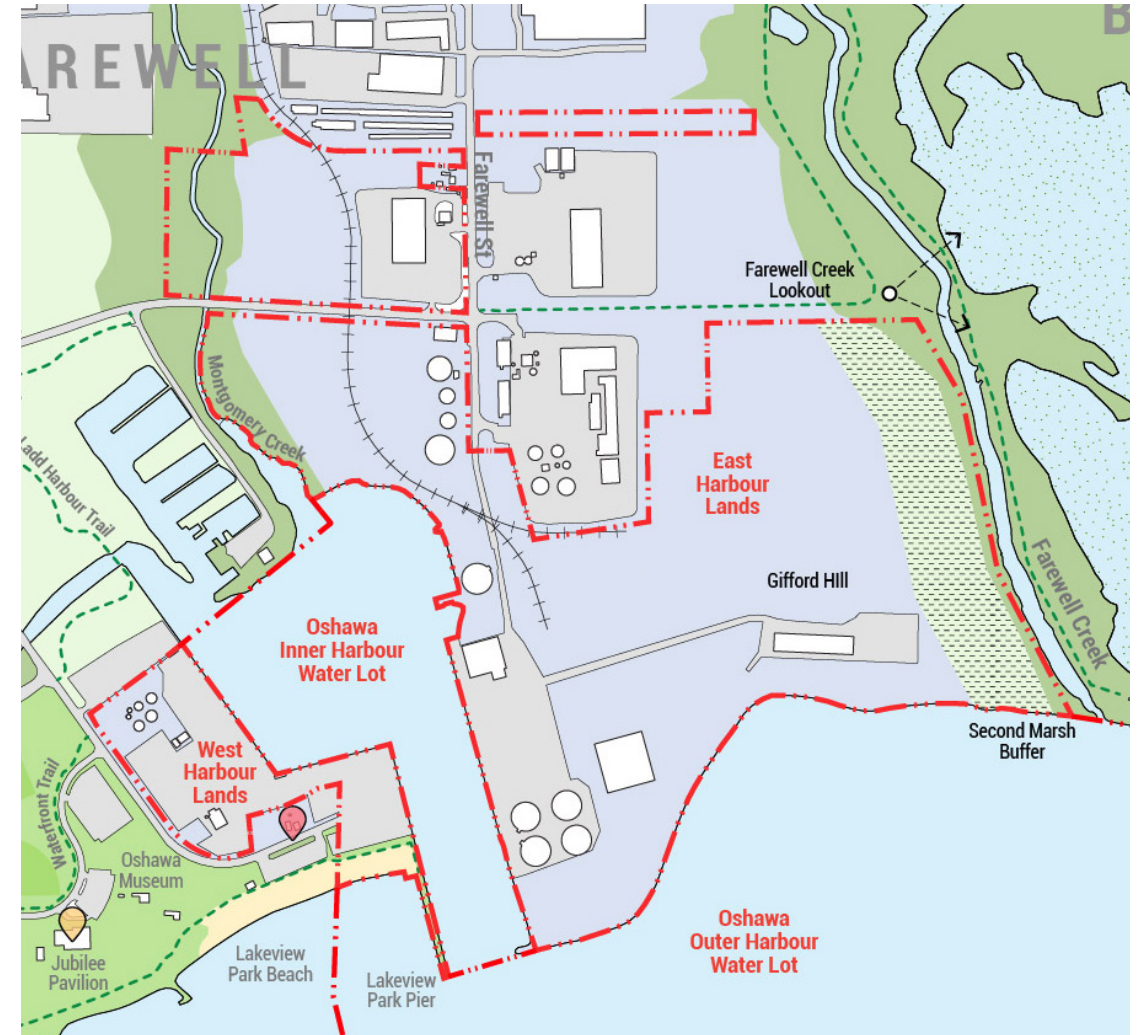 AREWELL
B
Farewell St
Farewell Creek
Lookout
Montgomery Creek
Ladd Harbour Trail
East
Harbour
Lands
Gifford HIll
Farewell Creek
Oshawa
Inner Harbour
Water Lot
West
Harbour
Lands
Second Marsh
Buffer
Waterfront Trail
Oshawa
Museum
Oshawa
Outer Harbour
Water Lot
Jubilee
Pavilion
Lakeview
Park Beach
Lakeview
Park Pier